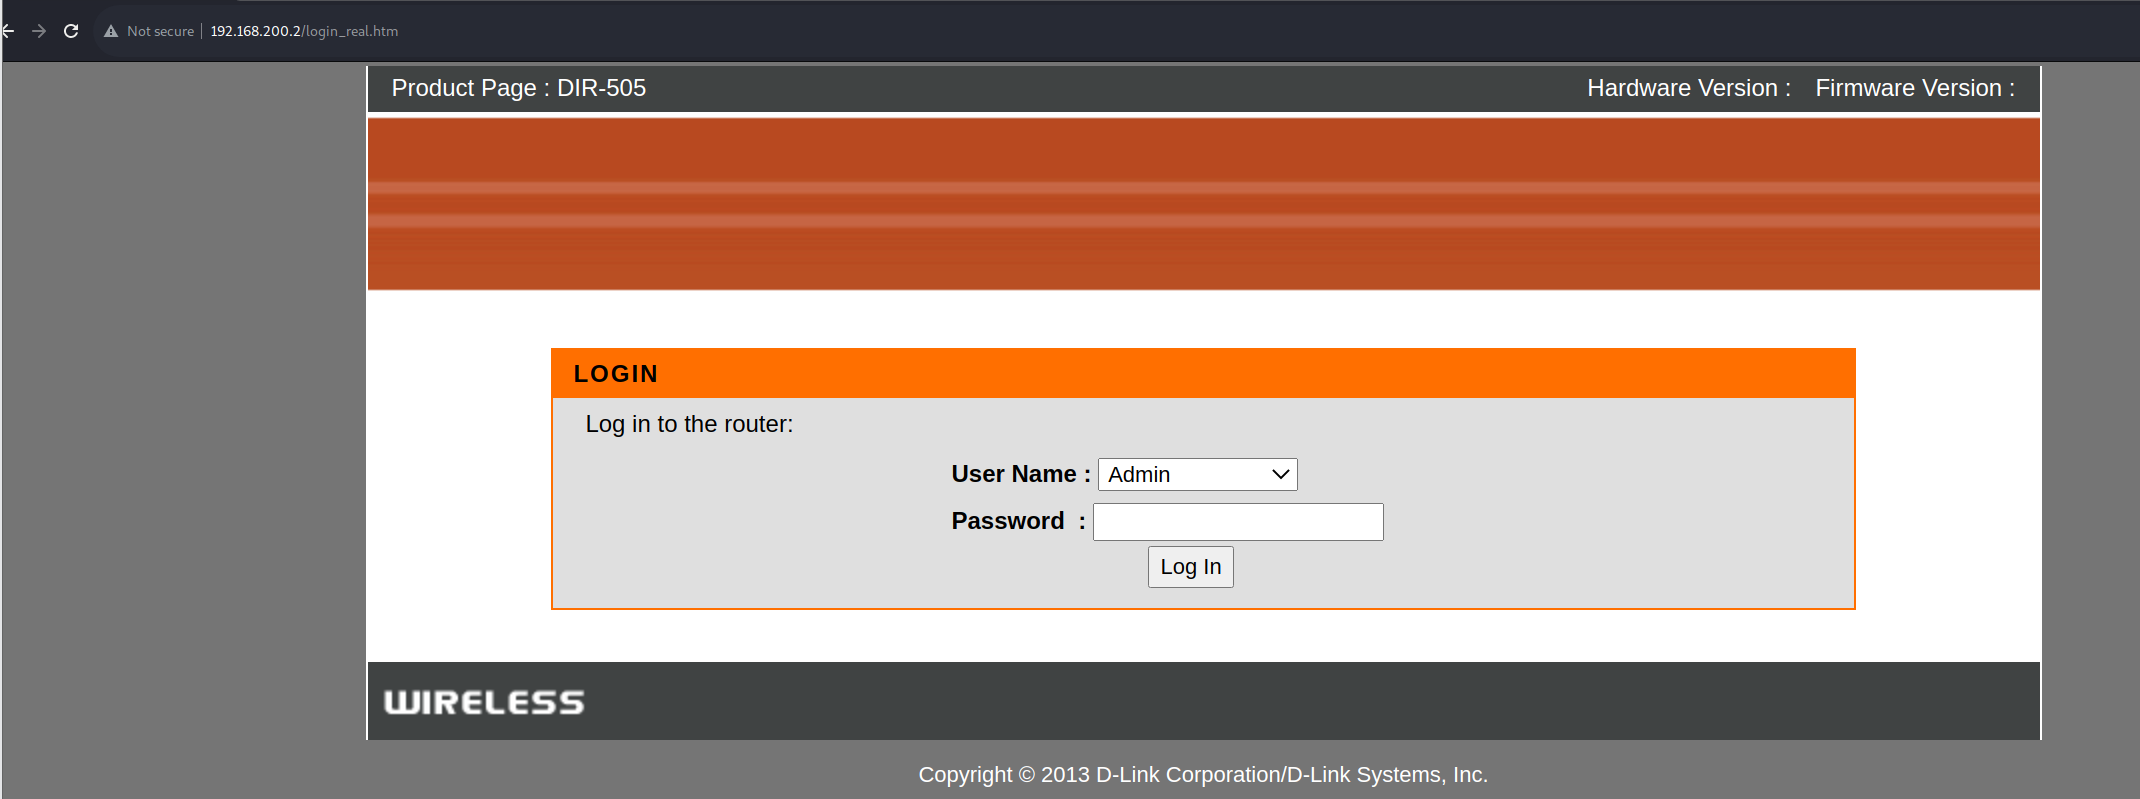 Not secure 192.168.200.2/login_real.htm
Product Page : DIR-505 Hardware Version : Firmware Version :
LOGIN
Log in to the router:
User Name : Admin
Password :
Log In
WIRELESS
Copyright © 2013 D-Link Corporation/D-Link Systems, Inc.